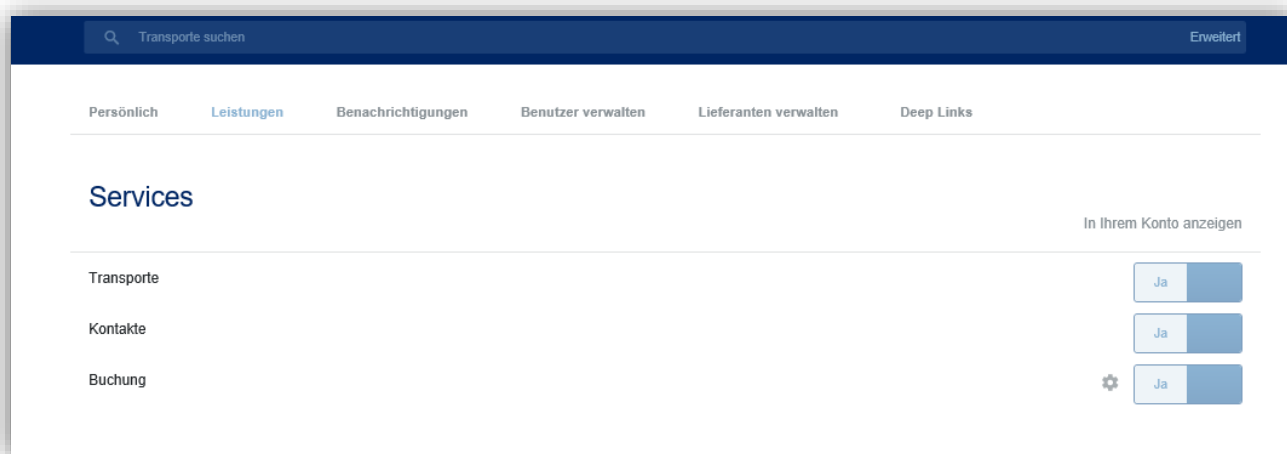 Transporte suchen Erweitert
Persönlich Leistungen Benachrichtigungen Benutzer verwalten Lieferanten verwalten Deep Links
Services
In Ihrem Konto anzeigen
Transporte Ja
Kontakte Ja
Buchung Ja